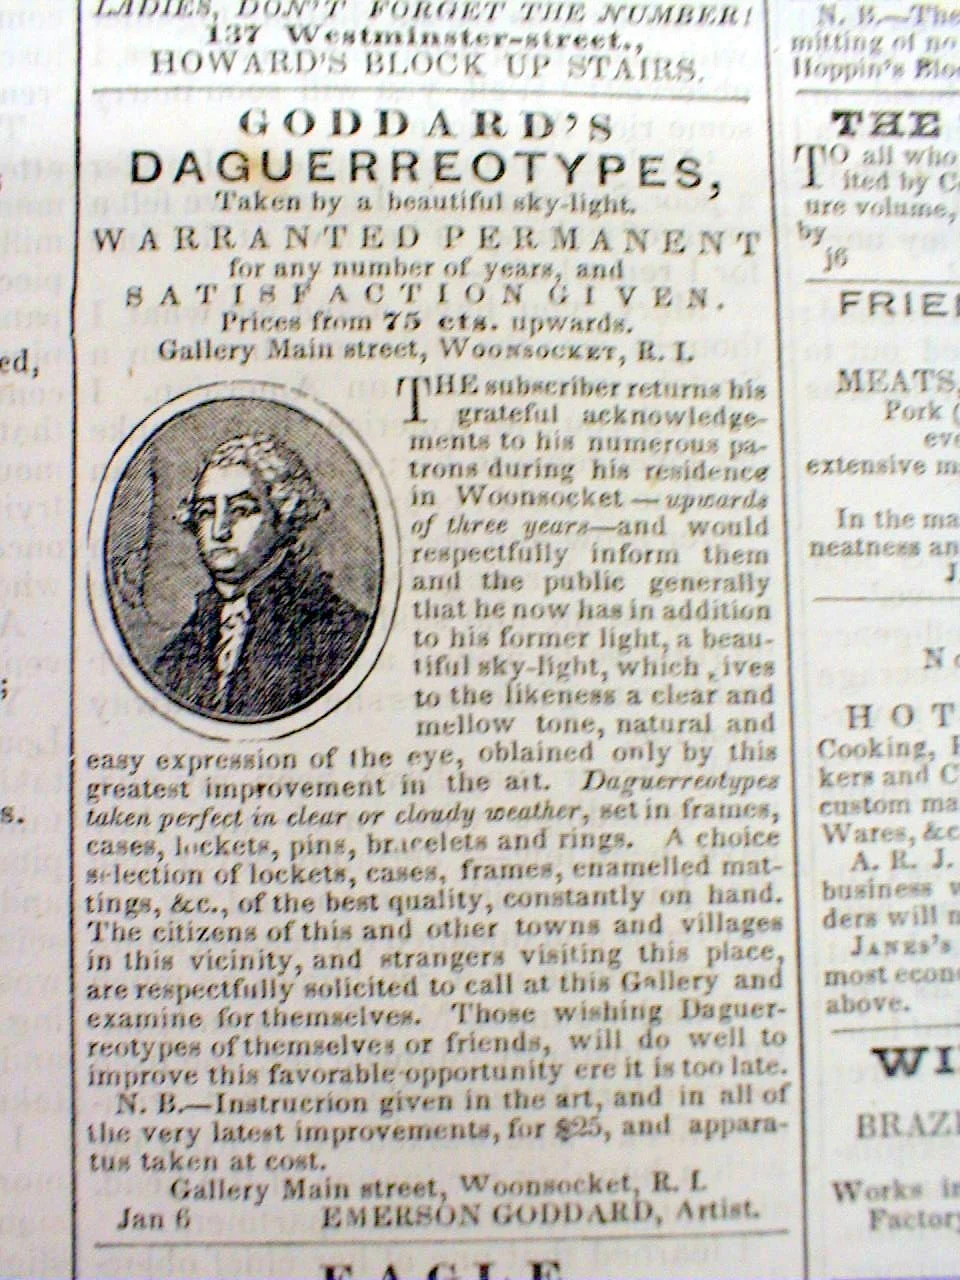 LADIES, DON'T FORGET THE NUMBER!
137 Westminster-street.,
HOWARD'S BLOCK UP STAIRS.
GODDARD'S
DAGUERREOTYPES,
Taken by a beautiful sky-light.
WARRANTED PERMANENT
for any number of years, and
SATISFACTION GIVEN.
Prices from 75 cts. upwards.
Gallery Main street, WOONSOCKET, R. I.
THE subscriber returns his
grateful acknowledge-
ments to his numerous pa-
trons during his residence
in Woonsocket — upwards
of three years—and would
respectfully inform them
and the public generally
that he now has in addition
to his former light, a beau-
tiful sky-light, which ives
to the likeness a clear and
mellow tone, natural and
easy expression of the eye, oblained only by this
greatest improvement in the art. Daguerreotypes
taken perfect in clear or cloudy weather, set in frames,
cases, lockets, pins, bracelets and rings. A choice
selection of lockets, cases, frames, enamelled mat-
tings, &c., of the best quality, constantly on hand.
The citizens of this and other towns and villages
in this vicinity, and strangers visiting this place,
are respectfully solicited to call at this Gallery and
examine for themselves. Those wishing Daguer-
reotypes of themselves or friends, will do well to
improve this favorable opportunity ere it is too late.
N. B.—Instrucrion given in the art, and in all of
the very latest improvements, for $25, and appara-
tus taken at cost.
Gallery Main street, Woonsocket, R. I.
Jan 6 EMERSON GODDARD, Artist.
EAGLE
ed,
;
s.
N. B.—The
mitting of no
Hoppin's Bloc
THE
TO all who
ited by C
ure volume,
by
j6
FRIE
MEATS,
Pork (
eve
extensive m
In the ma
neatness an
J.
No
HOT
Cooking, P
kers and C
custom ma
Wares, &c
A. R. J.
business w
ders will m
JANES'S
most econo
above.
WI
BRAZI
Works in
Factory